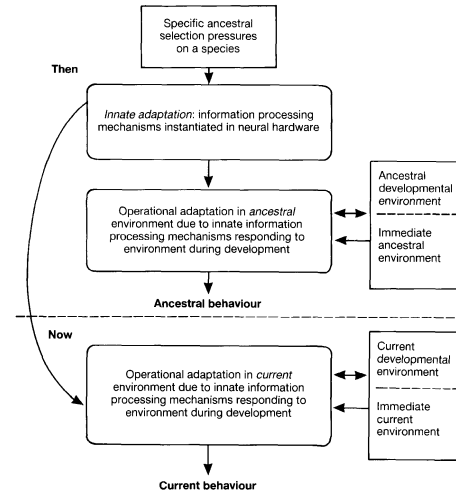 Specific ancestral
selection pressures
on a species
Then
Innate adaptation: information processing
mechanisms instantiated in neural hardware
Operational adaptation in ancestral
environment due to innate information
processing mechanisms responding to
environment during development
Ancestral
developmental
environment
Immediate
ancestral
environment
Ancestral behaviour
Now
Operational adaptation in current
environment due to innate information
processing mechanisms responding to
environment during development
Current
developmental
environment
Immediate
current
environment
Current behaviour